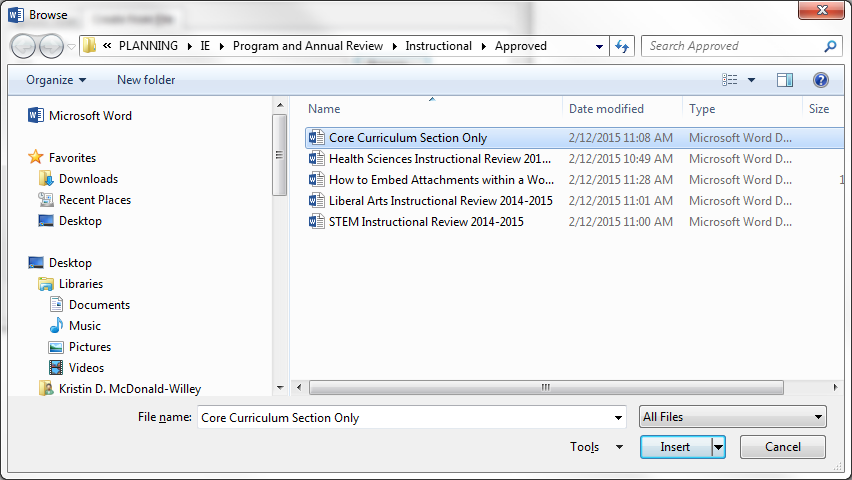 Browse
« PLANNING IE Program and Annual Review Instructional Approved
Search Approved
Organize New folder
Name Date modified Type Size
Microsoft Word
Favorites
Downloads
Recent Places
Desktop
Desktop
Libraries
Documents
Music
Pictures
Videos
Kristin D. McDonald-Willey
Core Curriculum Section Only 2/12/2015 11:08 AM Microsoft Word D...
Health Sciences Instructional Review 201... 2/12/2015 10:49 AM Microsoft Word D...
How to Embed Attachments within a Wo... 2/12/2015 11:28 AM Microsoft Word D... 1
Liberal Arts Instructional Review 2014-2015 2/12/2015 11:01 AM Microsoft Word D...
STEM Instructional Review 2014-2015 2/12/2015 11:00 AM Microsoft Word D...
File name: Core Curriculum Section Only All Files
Tools Insert Cancel